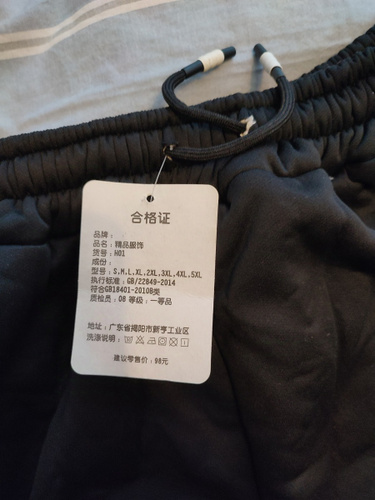 合格证
品牌：
品名：精品服饰
货号：H01
成份：
型号：S,M,L,XL,2XL,3XL,4XL,5XL
执行标准：GB/22849-2014
符合GB18401-2010B类
质检员：08 等级：一等品
地址：广东省揭阳市新亨工业区
洗涤说明：
建议零售价：98元